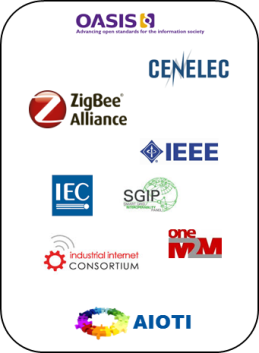 OASIS
Advancing open standards for the information society
CENELEC
ZigBee®
Alliance
IEEE
IEC
SGIP
industrial internet
CONSORTIUM
one
M2M
AIOTI